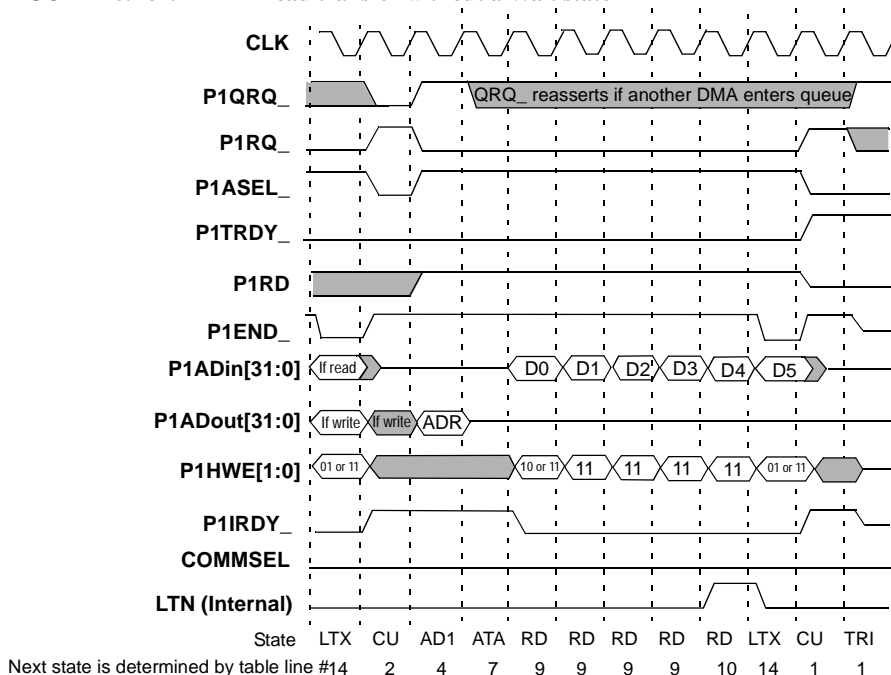 CLK
P1QRQ_ QRQ_ reasserts if another DMA enters queue
P1RQ_
P1ASEL_
P1TRDY_
P1RD
P1END_
P1ADin[31:0] If read D0 D1 D2 D3 D4 D5
P1ADout[31:0] If write If write ADR
P1HWE[1:0] 01 or 11 10 or 11 11 11 11 11 01 or 11
P1IRDY_
COMMSEL
LTN (Internal)
State LTX CU AD1 ATA RD RD RD RD RD LTX CU TRI
Next state is determined by table line #14 2 4 7 9 9 9 9 10 14 1 1